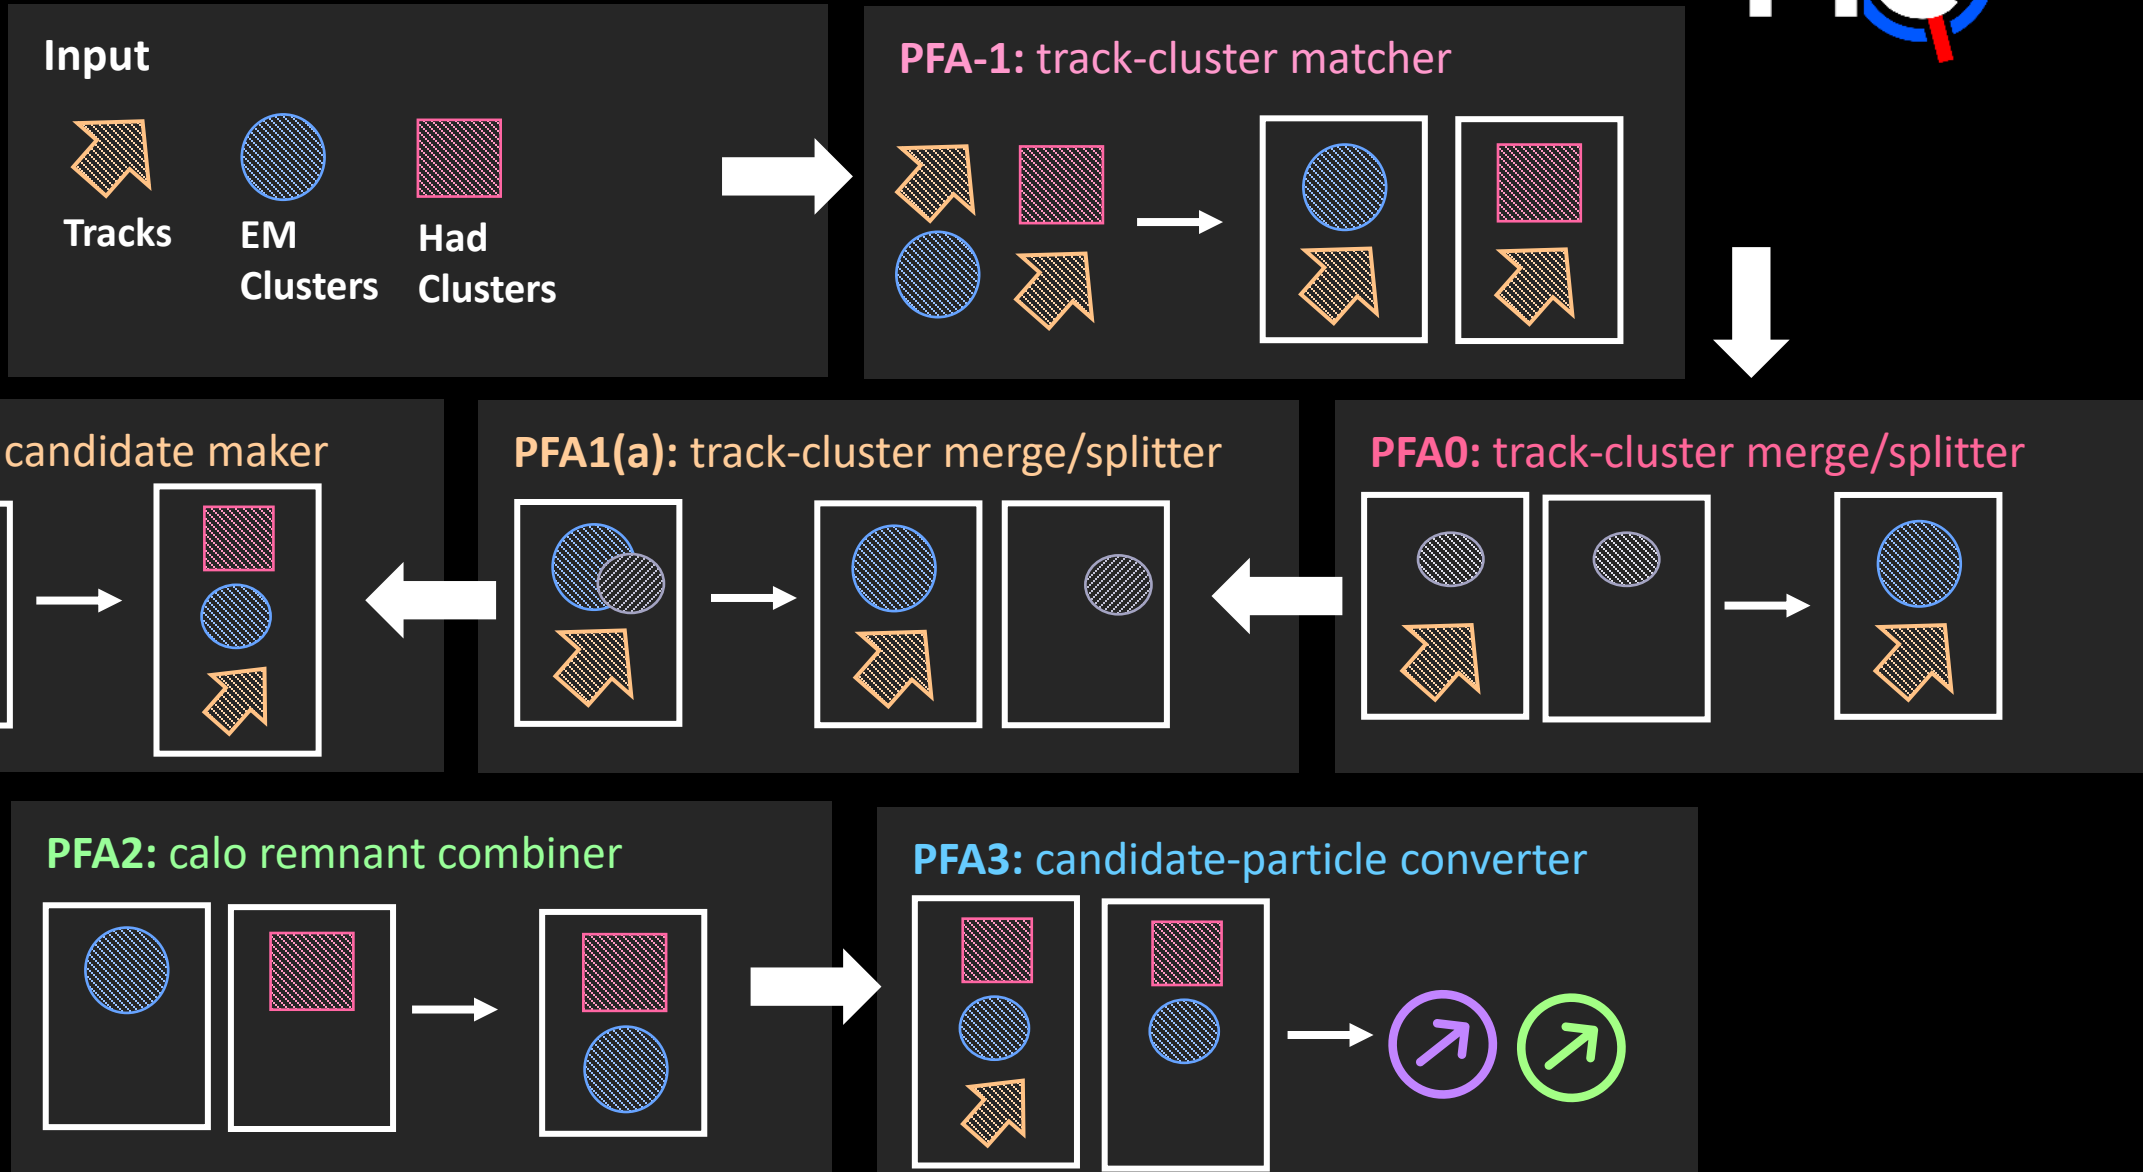 Input
Tracks
EM
Clusters
Had
Clusters
PFA-1: track-cluster matcher
candidate maker
PFA1(a): track-cluster merge/splitter
PFA0: track-cluster merge/splitter
PFA2: calo remnant combiner
PFA3: candidate-particle converter